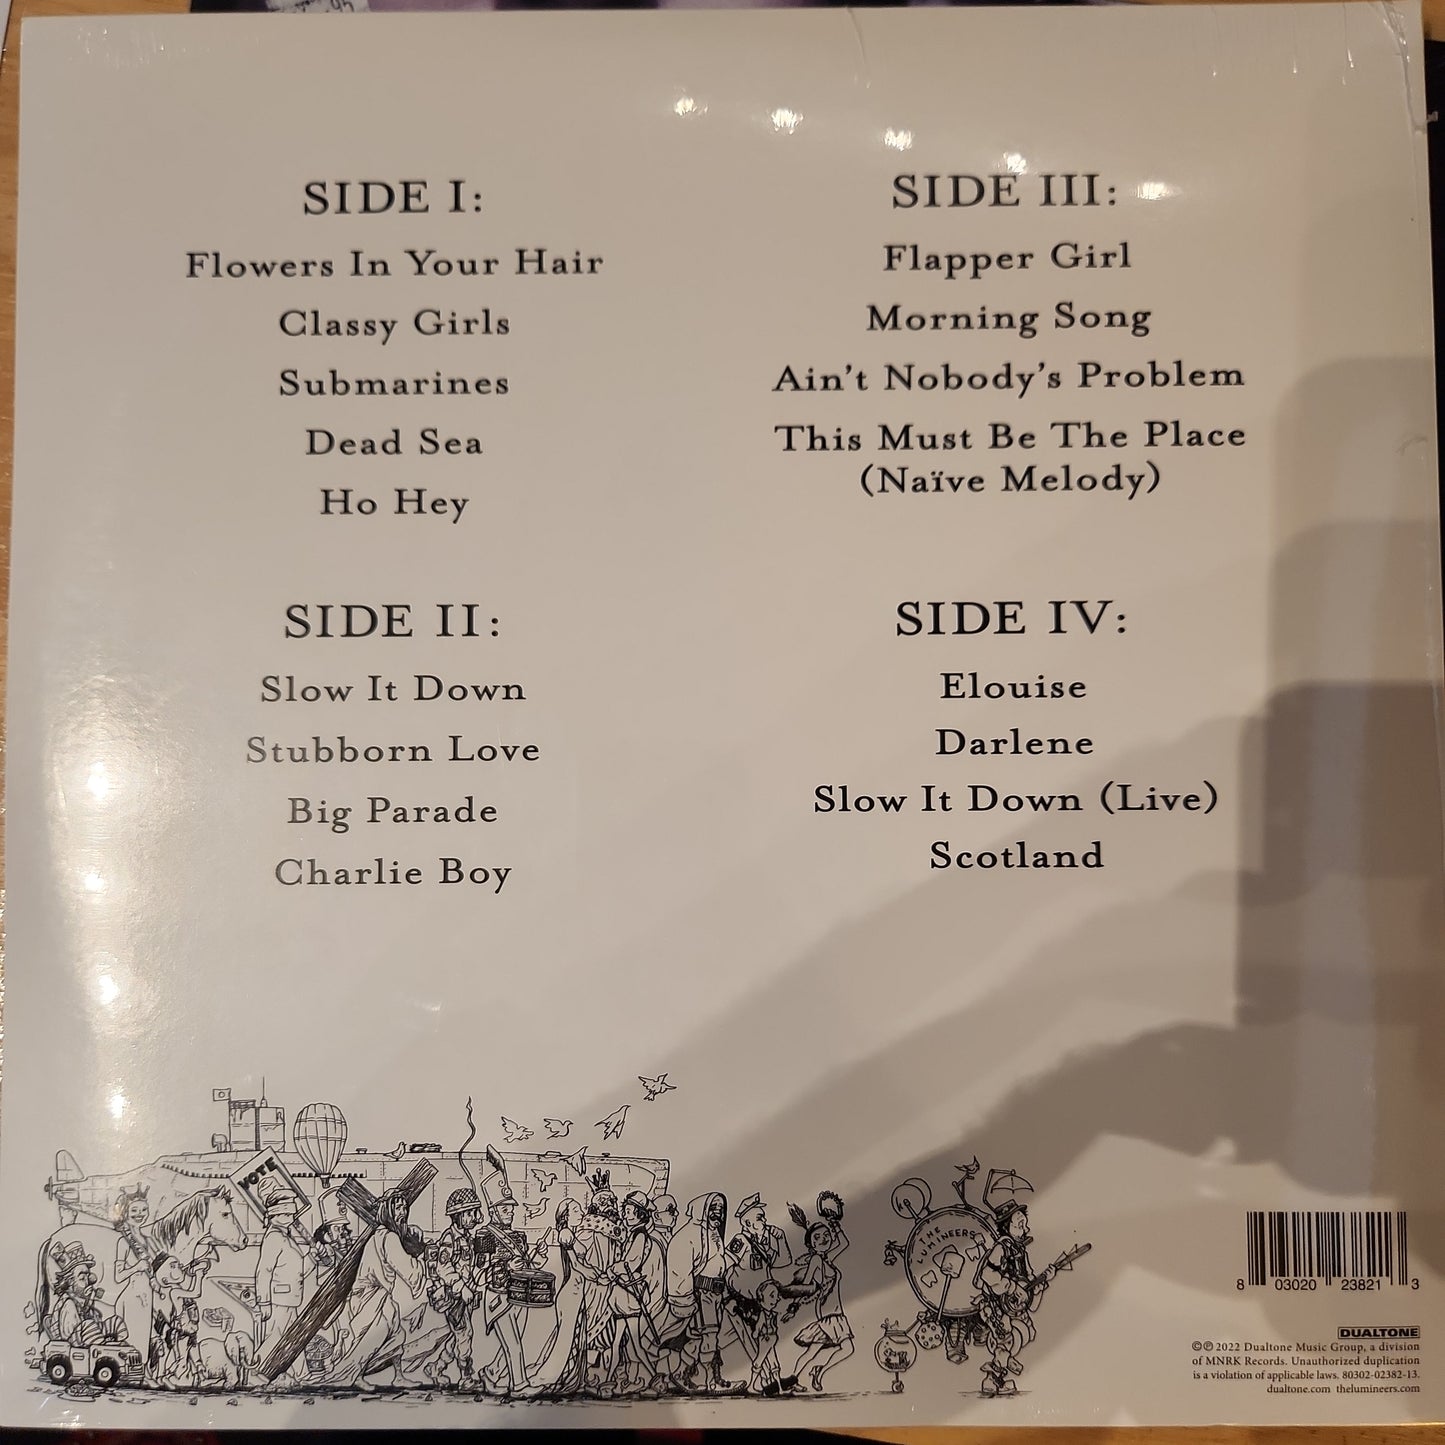 SIDE I:
Flowers In Your Hair
Classy Girls
Submarines
Dead Sea
Ho Hey
SIDE II:
Slow It Down
Stubborn Love
Big Parade
Charlie Boy
SIDE III:
Flapper Girl
Morning Song
Ain't Nobody's Problem
This Must Be The Place
(Naïve Melody)
SIDE IV:
Elouise
Darlene
Slow It Down (Live)
Scotland
VOTE
THE
LUMINEERS
8 03020 23821 3
DUALTONE
©℗ 2022 Dualtone Music Group, a division
of MNRK Records. Unauthorized duplication
is a violation of applicable laws. 80302-02382-13.
dualtone.com thelumineers.com